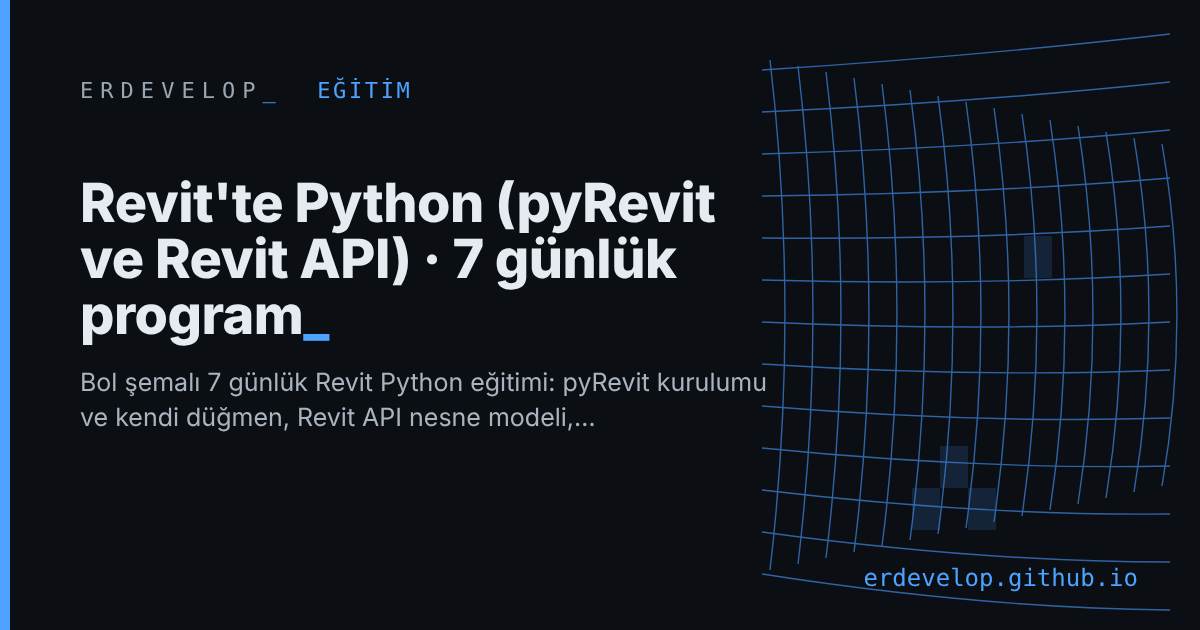 ERDEVELOP_ EĞİTİM
Revit'te Python (pyRevit
ve Revit API) · 7 günlük
program_
Bol şemalı 7 günlük Revit Python eğitimi: pyRevit kurulumu
ve kendi düğmen, Revit API nesne modeli,...
erdevelop.github.io